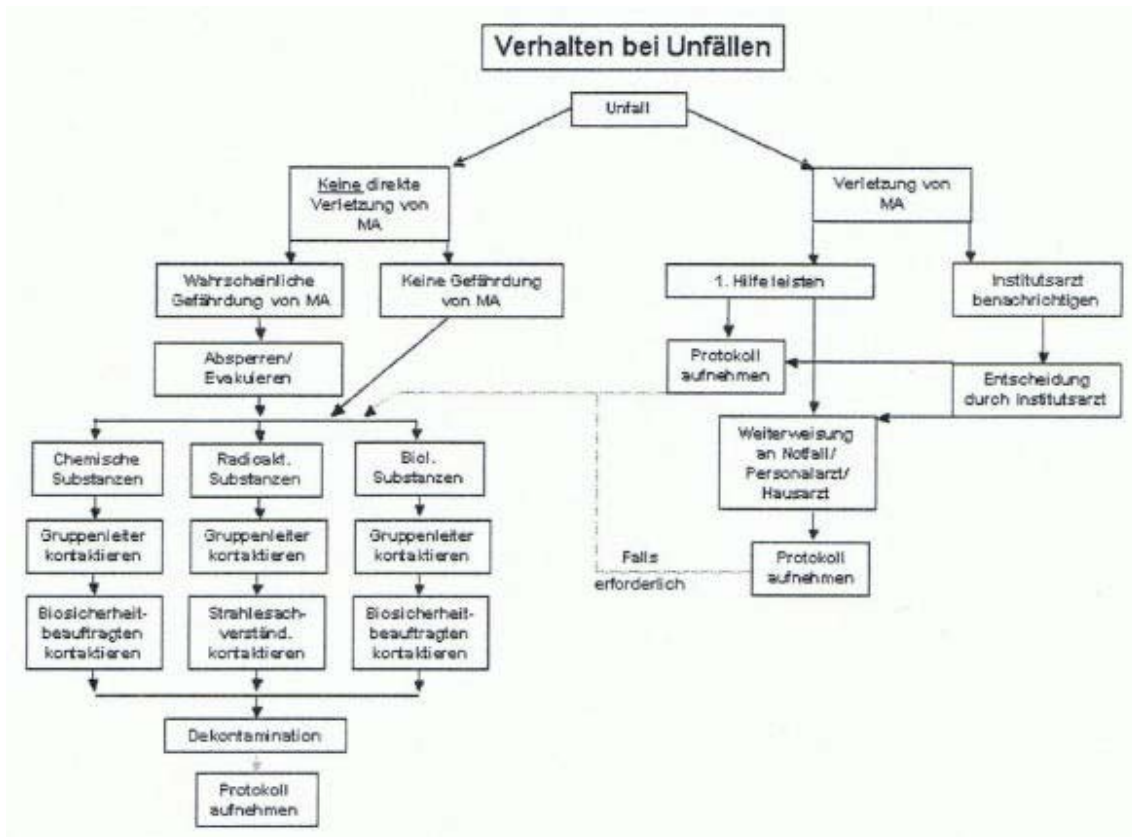 Verhalten bei Unfällen
Unfall
Keine direkte
Verletzung von
MA
Verletzung von
MA
Wahrscheinliche
Gefährdung von MA
Keine Gefährdung
von MA
1. Hilfe leisten
Institutsarzt
benachrichtigen
Absperren/
Evakuieren
Protokoll
aufnehmen
Entscheidung
durch Institutsarzt
Chemische
Substanzen
Radioakt.
Substanzen
Biol.
Substanzen
Weiterweisung
an Notfall/
Personalarzt/
Hausarzt
Gruppenleiter
kontaktieren
Gruppenleiter
kontaktieren
Gruppenleiter
kontaktieren
Falls
erforderlich
Protokoll
aufnehmen
Biosicherheit-
beauftragten
kontaktieren
Strahlesach-
verständ.
kontaktieren
Biosicherheit-
beauftragten
kontaktieren
Dekontamination
Protokoll
aufnehmen